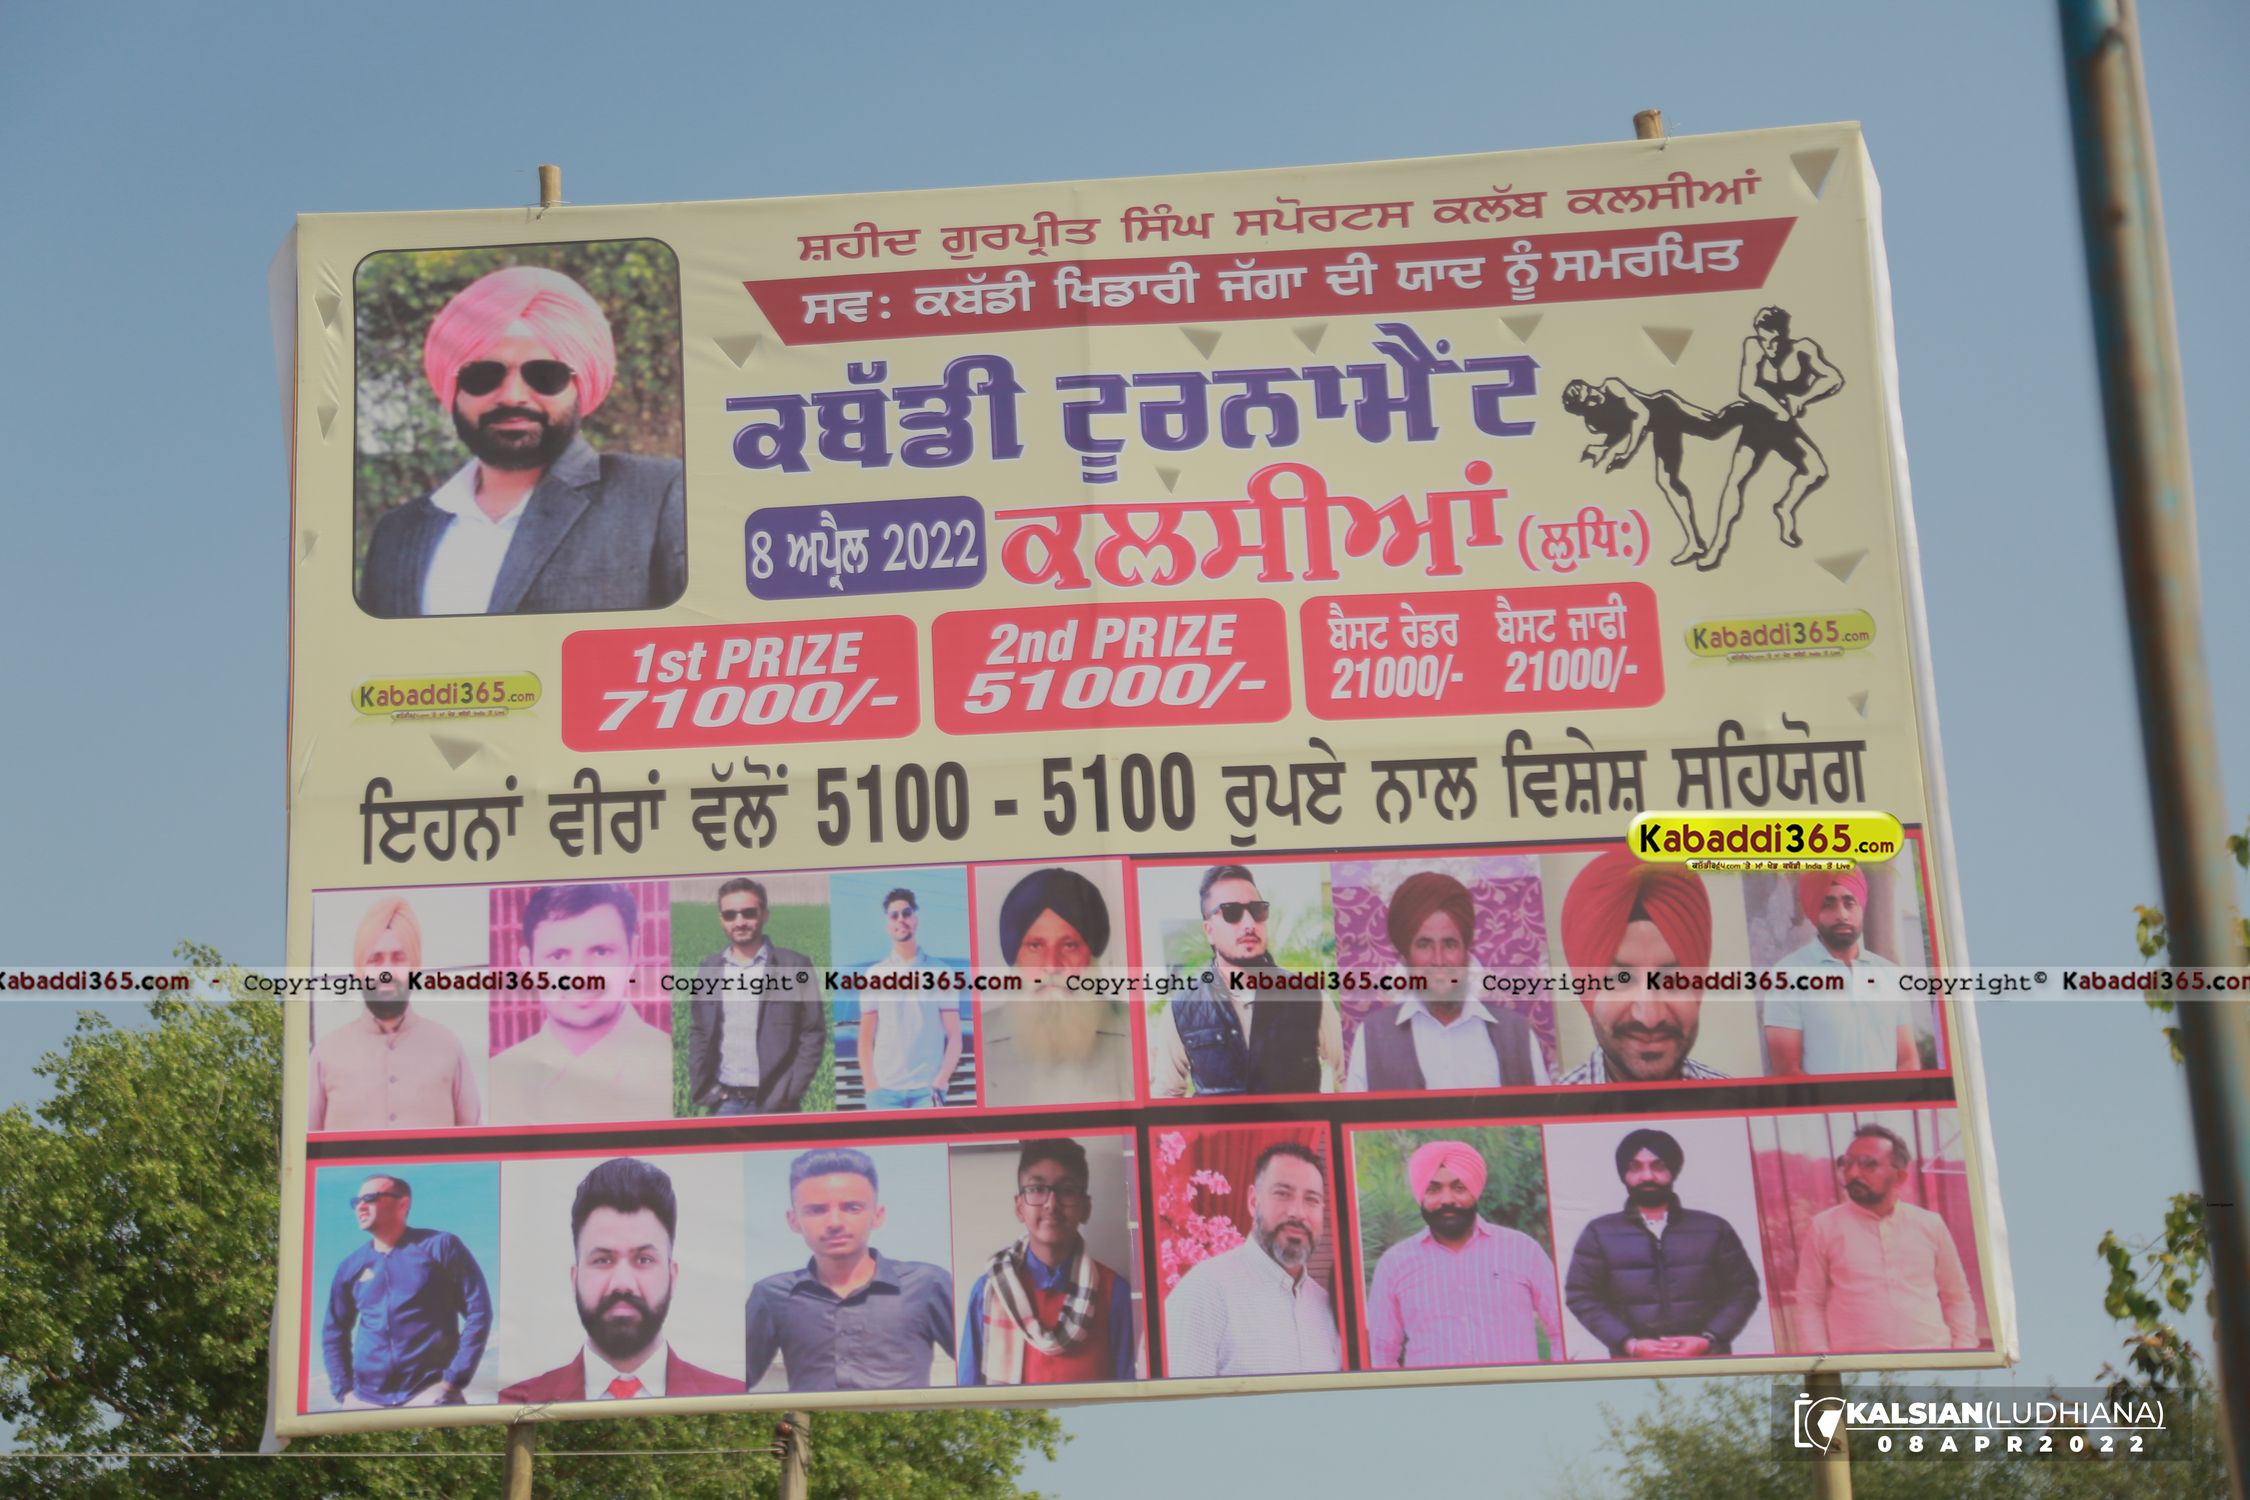 ਸ਼ਹੀਦ ਗੁਰਪ੍ਰੀਤ ਸਿੰਘ ਸਪੋਰਟਸ ਕਲੱਬ ਕਲਸੀਆਂ
ਸਵ: ਕਬੱਡੀ ਖਿਡਾਰੀ ਜੱਗਾ ਦੀ ਯਾਦ ਨੂੰ ਸਮਰਪਿਤ
ਕਬੱਡੀ ਟੂਰਨਾਮੈਂਟ
8 ਅਪ੍ਰੈਲ 2022 ਕਲਸੀਆਂ (ਲੁਧਿ:)
1st PRIZE
71000/-
2nd PRIZE
51000/-
ਬੈਸਟ ਰੇਡਰ ਬੈਸਟ ਜਾਫੀ
21000/- 21000/-
Kabaddi365.com
Kabaddi365.com
ਇਹਨਾਂ ਵੀਰਾਂ ਵੱਲੋਂ 5100 - 5100 ਰੁਪਏ ਨਾਲ ਵਿਸ਼ੇਸ਼ ਸਹਿਯੋਗ
Kabaddi365.com
Kabaddi365.com - Copyright© Kabaddi365.com - Copyright© Kabaddi365.com - Copyright© Kabaddi365.com - Copyright© Kabaddi365.com - Copyright© Kabaddi365.com
KALSIAN(LUDHIANA)
08APR2022